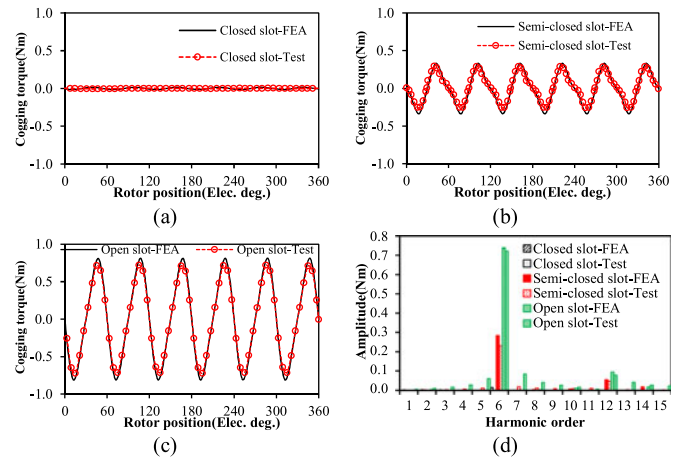 (a)
1.0
0.5
0.0
-0.5
-1.0
Cogging torque(Nm)
Closed slot-FEA
Closed slot-Test
0 60 120 180 240 300 360
Rotor position(Elec. deg.)
(b)
1.0
0.5
0.0
-0.5
-1.0
Cogging torque(Nm)
Semi-closed slot-FEA
Semi-closed slot-Test
0 60 120 180 240 300 360
Rotor position(Elec. deg.)
(a)
(b)
1.0
0.5
0.0
-0.5
-1.0
Cogging torque(Nm)
Open slot-FEA
Open slot-Test
0 60 120 180 240 300 360
Rotor position(Elec. deg.)
(c)
0.8
0.7
0.6
0.5
0.4
0.3
0.2
0.1
0.0
Amplitude(Nm)
Closed slot-FEA
Closed slot-Test
Semi-closed slot-FEA
Semi-closed slot-Test
Open slot-FEA
Open slot-Test
1 2 3 4 5 6 7 8 9 10 11 12 13 14 15
Harmonic order
(d)